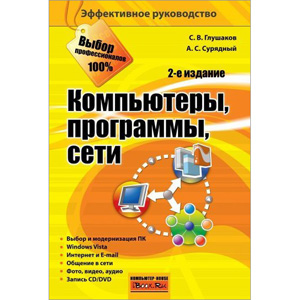 Эффективное руководство
С. В. Глушаков
А. С. Сурядный
Выбор
профессионалов
100%
2-е издание
Компьютеры,
программы,
сети
• Выбор и модернизация ПК
• Windows Vista
• Интернет и E-mail
• Общение в сети
• Фото, видео, аудио
• Запись CD/DVD